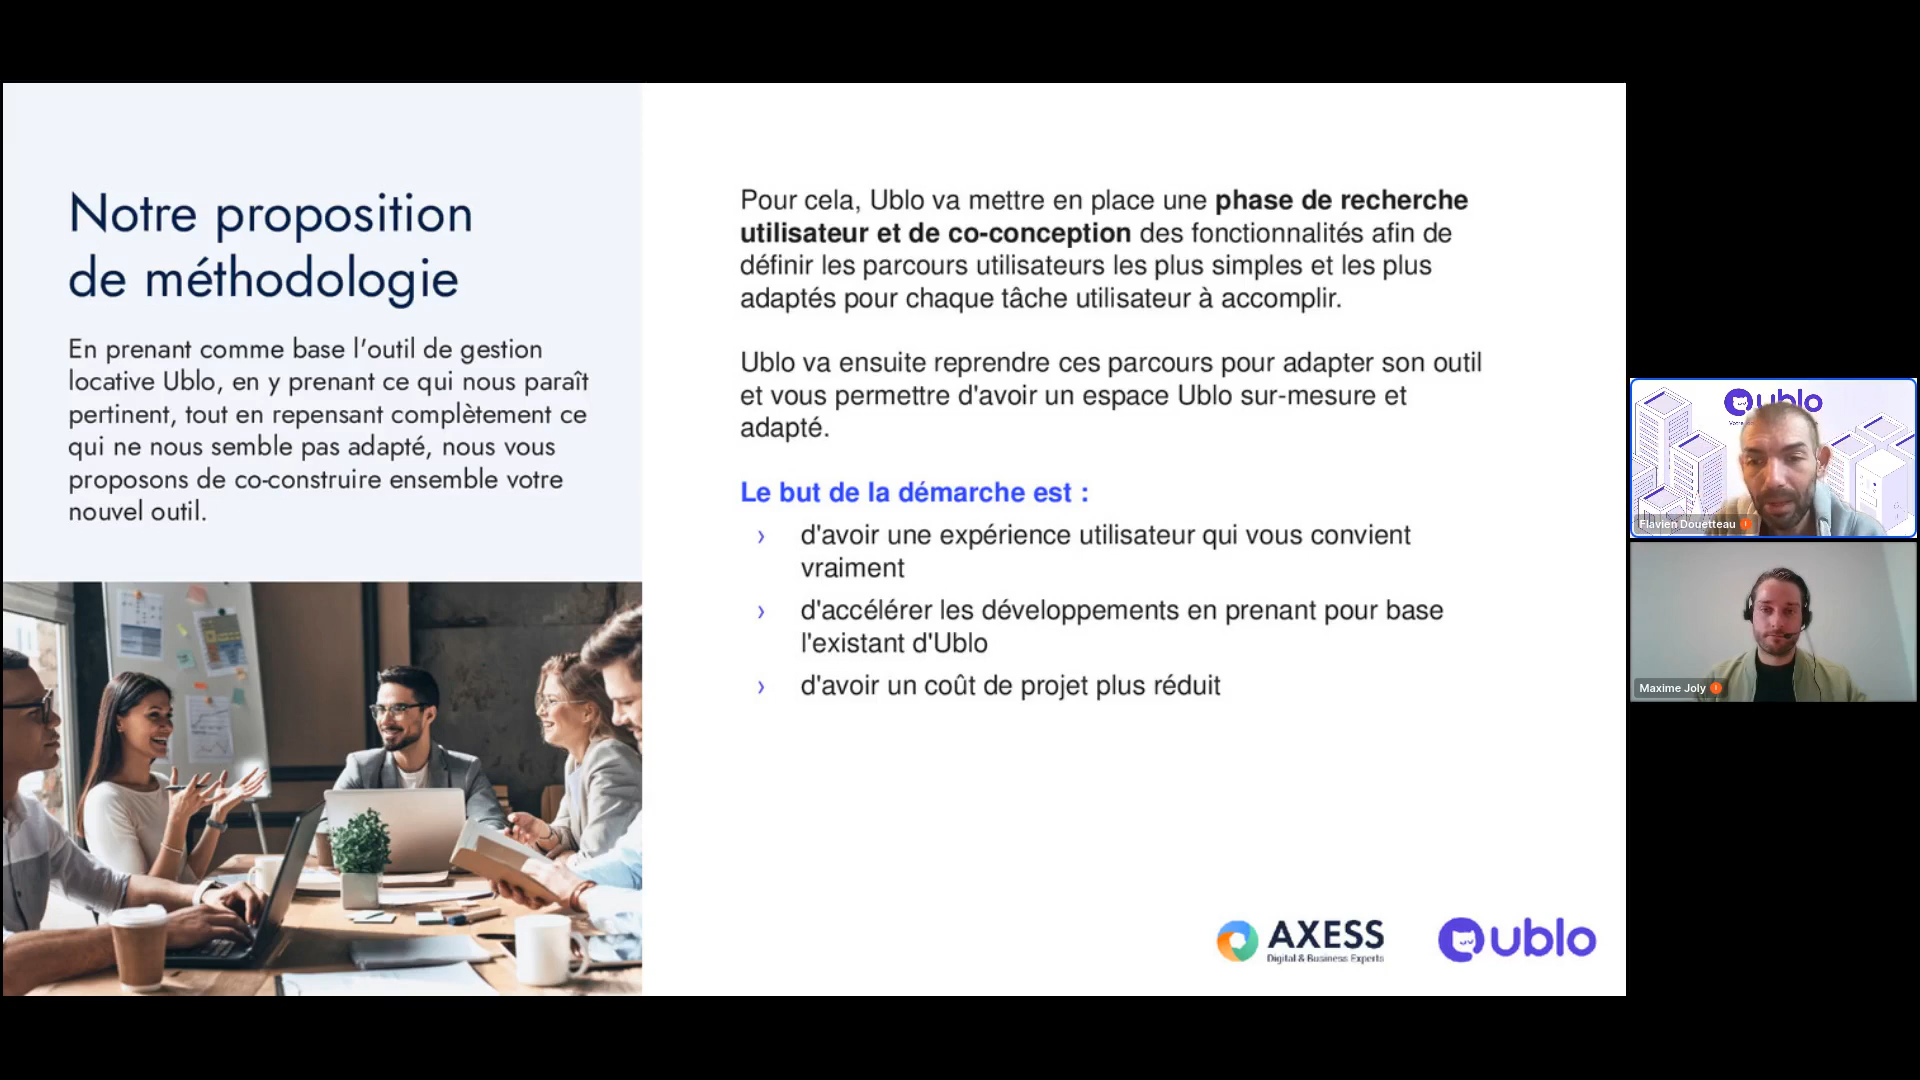 Notre proposition
de méthodologie
En prenant comme base l'outil de gestion
locative Ublo, en y prenant ce qui nous paraît
pertinent, tout en repensant complètement ce
qui ne nous semble pas adapté, nous vous
proposons de co-construire ensemble votre
nouvel outil.
Pour cela, Ublo va mettre en place une phase de recherche
utilisateur et de co-conception des fonctionnalités afin de
définir les parcours utilisateurs les plus simples et les plus
adaptés pour chaque tâche utilisateur à accomplir.
Ublo va ensuite reprendre ces parcours pour adapter son outil
et vous permettre d'avoir un espace Ublo sur-mesure et
adapté.
Le but de la démarche est :
› d'avoir une expérience utilisateur qui vous convient
vraiment
› d'accélérer les développements en prenant pour base
l'existant d'Ublo
› d'avoir un coût de projet plus réduit
AXESS
Digital & Business Experts
ublo
ublo
Flavien Douetteau
Maxime Joly